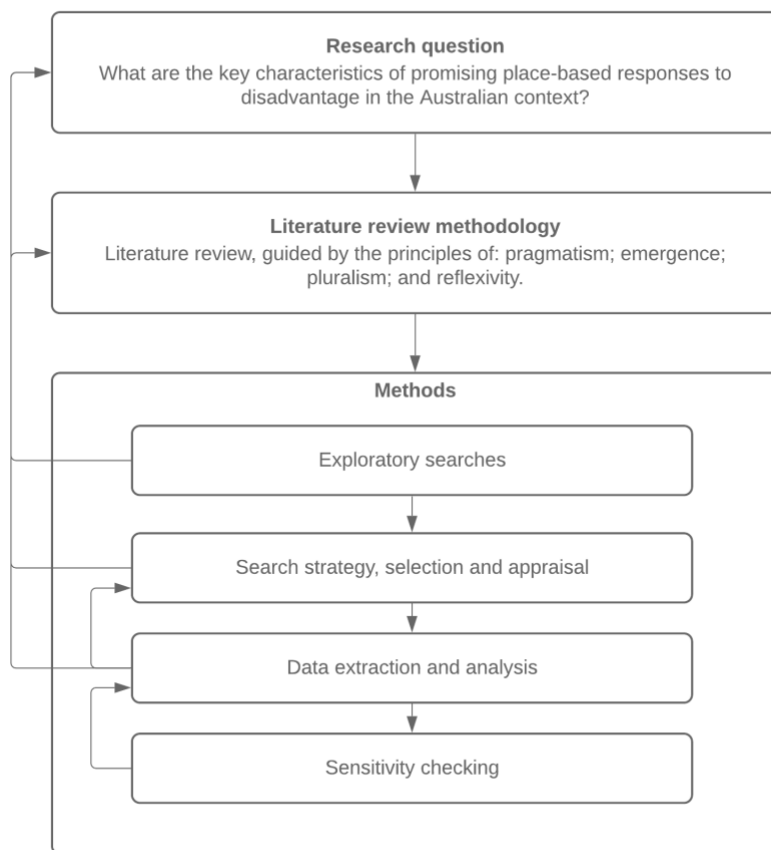 Research question
What are the key characteristics of promising place-based responses to
disadvantage in the Australian context?
Literature review methodology
Literature review, guided by the principles of: pragmatism; emergence;
pluralism; and reflexivity.
Methods
Exploratory searches
Search strategy, selection and appraisal
Data extraction and analysis
Sensitivity checking